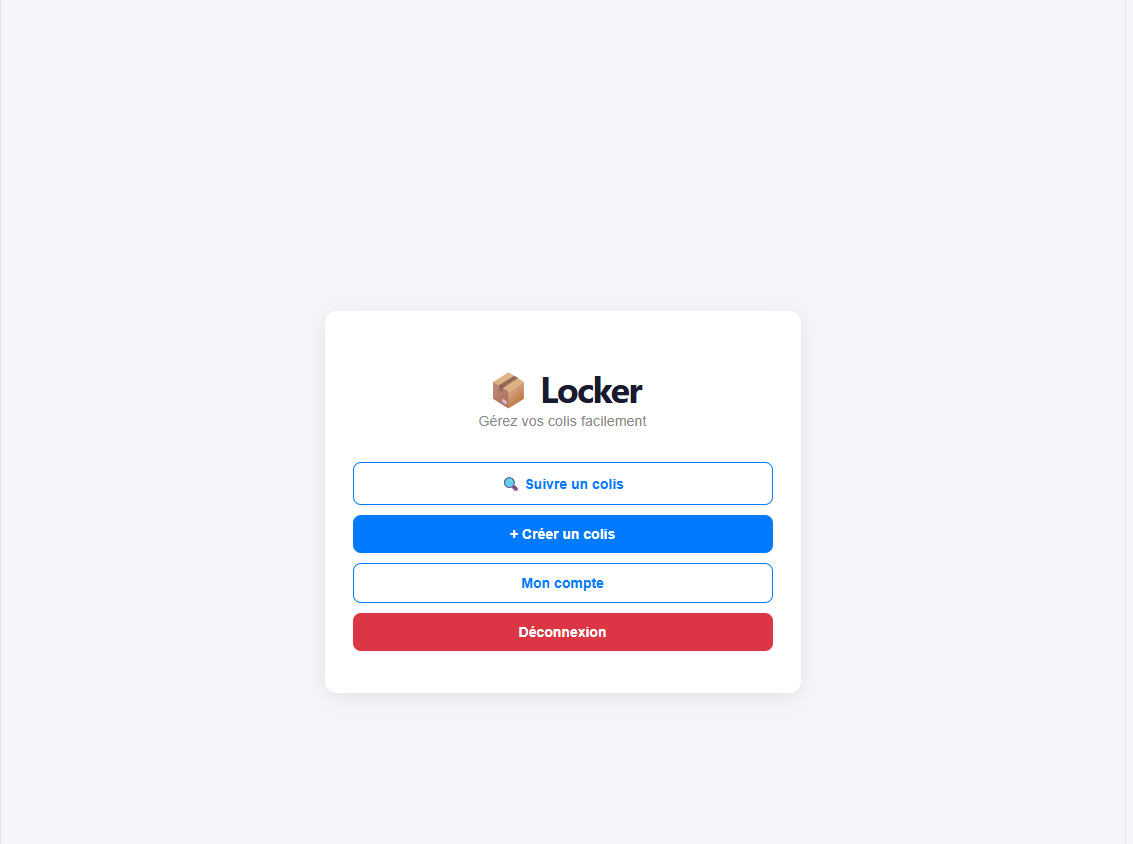 Locker
Gérez vos colis facilement
Suivre un colis
+ Créer un colis
Mon compte
Déconnexion